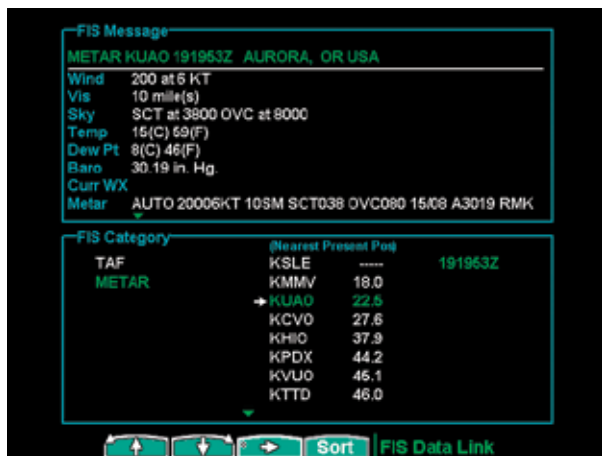 FIS Message
METAR KUAO 191953Z AURORA, OR USA
Wind 200 at 6 KT
Vis 10 mile(s)
Sky SCT at 3800 OVC at 8000
Temp 15(C) 59(F)
Dew Pt 8(C) 46(F)
Baro 30.19 in. Hg.
Curr WX
Metar AUTO 20006KT 10SM SCT038 OVC080 15/08 A3019 RMK
FIS Category
(Nearest Present Pos)
TAF KSLE ----- 191953Z
METAR KMMV 18.0
KUAO 22.5
KCVO 27.6
KHIO 37.9
KPDX 44.2
KVUO 45.1
KTTD 46.0
Sort FIS Data Link